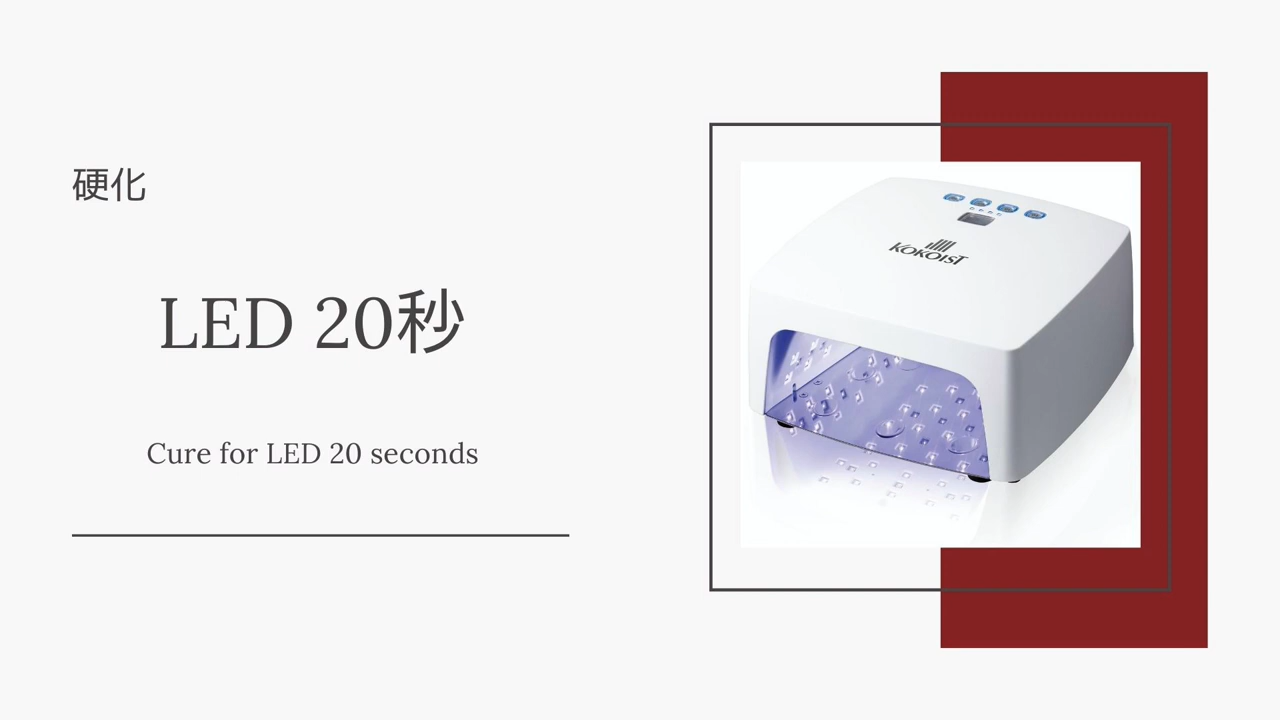 硬化
LED 20秒
Cure for LED 20 seconds
KOKOIST